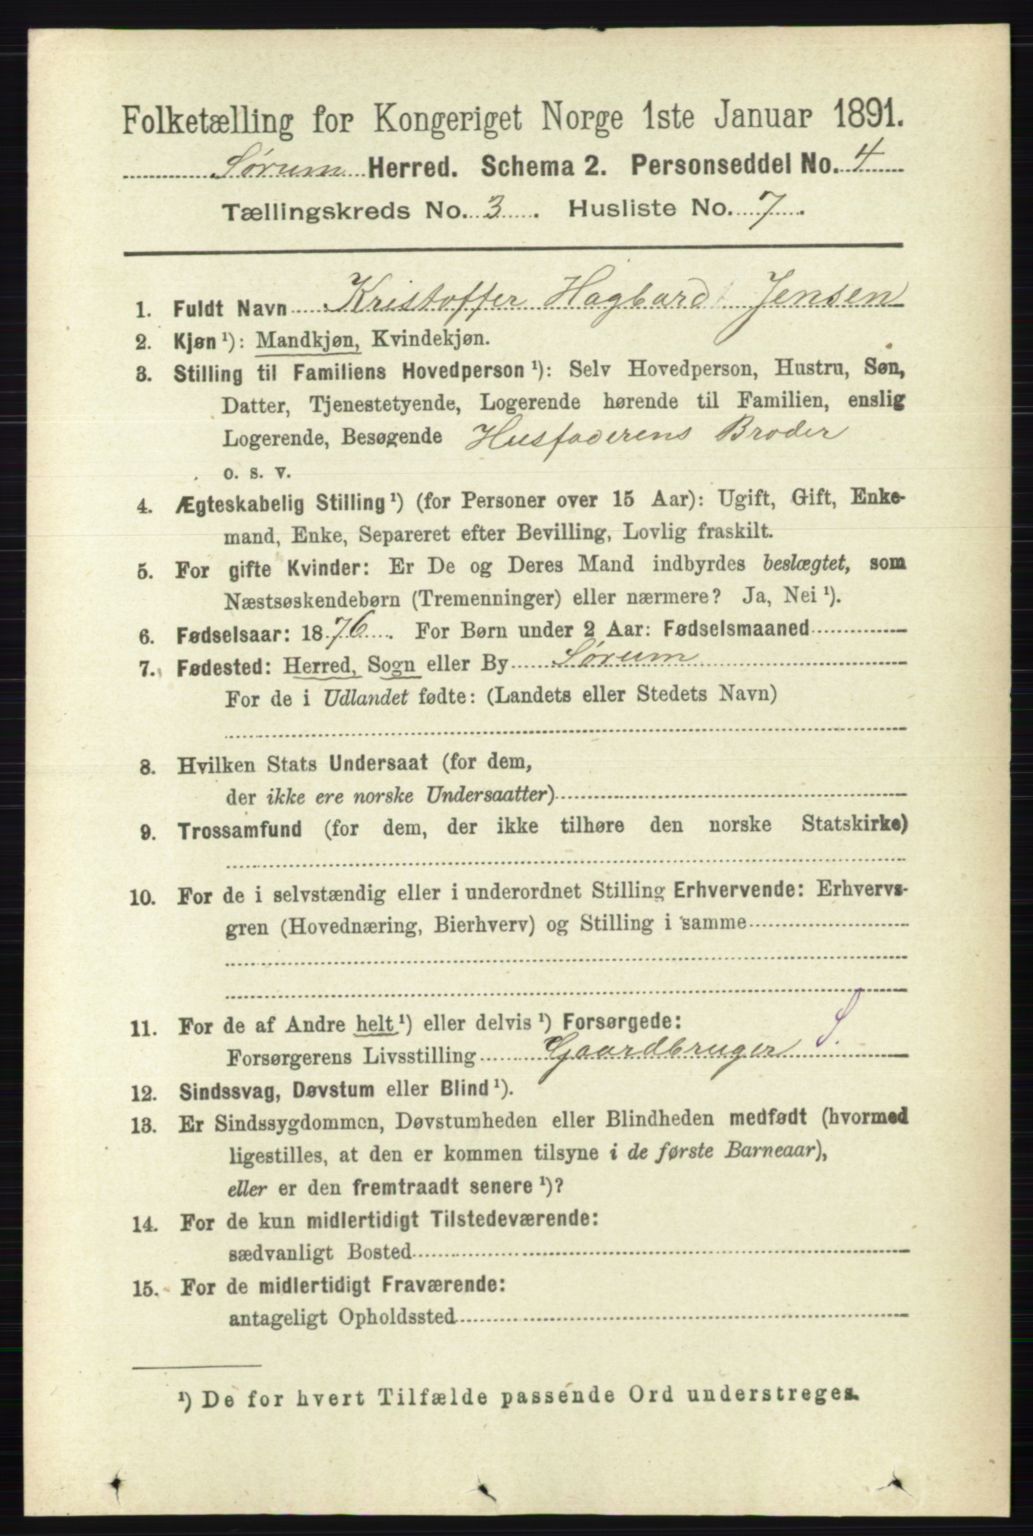 Folketælling for Kongeriget Norge 1ste Januar 1891.
Sørum Herred. Schema 2. Personseddel No. 4
Tællingskreds No. 3. Husliste No. 7.
1. Fuldt Navn Kristoffer Hagbard Jensen
2. Kjøn ¹): Mandkjøn, Kvindekjøn.
3. Stilling til Familiens Hovedperson ¹): Selv Hovedperson, Hustru, Søn,
Datter, Tjenestetyende, Logerende hørende til Familien, enslig
Logerende, Besøgende Husfaderens Broder
o. s. v.
4. Ægteskabelig Stilling ¹) (for Personer over 15 Aar): Ugift, Gift, Enke-
mand, Enke, Separeret efter Bevilling, Lovlig fraskilt.
5. For gifte Kvinder: Er De og Deres Mand indbyrdes beslægtet, som
Næstsøskendebørn (Tremenninger) eller nærmere? Ja, Nei ¹).
6. Fødselsaar: 1876. For Børn under 2 Aar: Fødselsmaaned
7. Fødested: Herred, Sogn eller By Sørum
For de i Udlandet fødte: (Landets eller Stedets Navn)
8. Hvilken Stats Undersaat (for dem,
der ikke ere norske Undersaatter)
9. Trossamfund (for dem, der ikke tilhøre den norske Statskirke)
10. For de i selvstændig eller i underordnet Stilling Erhvervende: Erhvervs-
gren (Hovednæring, Bierhverv) og Stilling i samme
11. For de af Andre helt ¹) eller delvis ¹) Forsørgede:
Forsørgerens Livsstilling Gaardbruger S.
12. Sindssvag, Døvstum eller Blind ¹).
13. Er Sindssygdommen, Døvstumheden eller Blindheden medfødt (hvormed
ligestilles, at den er kommen tilsyne i de første Barneaar),
eller er den fremtraadt senere ¹)?
14. For de kun midlertidigt Tilstedeværende:
sædvanligt Bosted
15. For de midlertidigt Fraværende:
antageligt Opholdssted
¹) De for hvert Tilfælde passende Ord understreges.